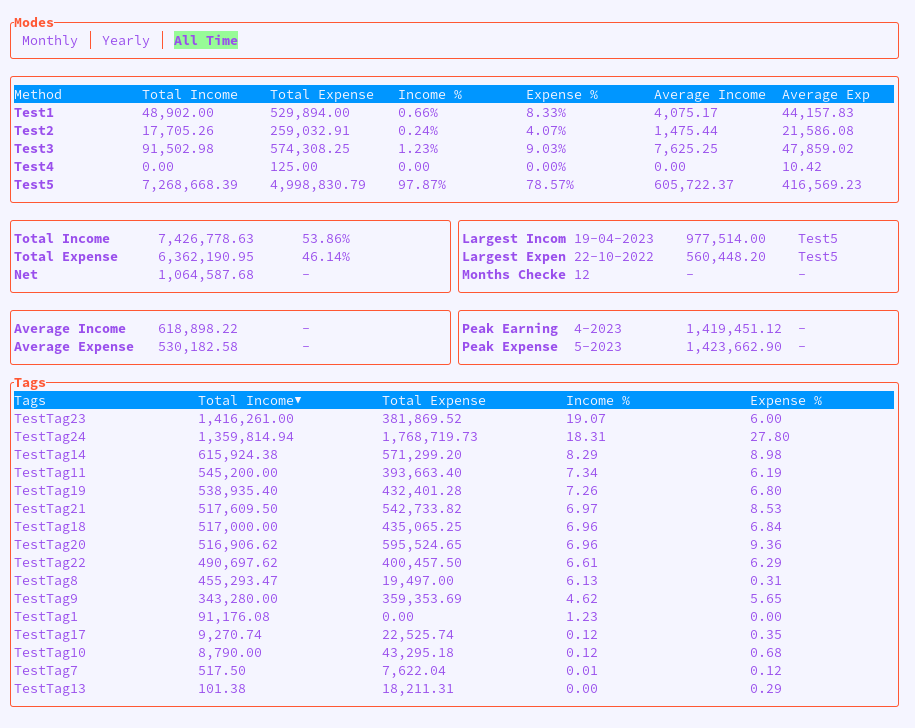 Modes
Monthly │ Yearly │ All Time
Method Total Income Total Expense Income % Expense % Average Income Average Exp
Test1 48,902.00 529,894.00 0.66% 8.33% 4,075.17 44,157.83
Test2 17,705.26 259,032.91 0.24% 4.07% 1,475.44 21,586.08
Test3 91,502.98 574,308.25 1.23% 9.03% 7,625.25 47,859.02
Test4 0.00 125.00 0.00 0.00% 0.00 10.42
Test5 7,268,668.39 4,998,830.79 97.87% 78.57% 605,722.37 416,569.23
Total Income 7,426,778.63 53.86%
Total Expense 6,362,190.95 46.14%
Net 1,064,587.68 -
Largest Incom 19-04-2023 977,514.00 Test5
Largest Expen 22-10-2022 560,448.20 Test5
Months Checke 12 - -
Average Income 618,898.22 -
Average Expense 530,182.58 -
Peak Earning 4-2023 1,419,451.12 -
Peak Expense 5-2023 1,423,662.90 -
Tags
Tags Total Income▼ Total Expense Income % Expense %
TestTag23 1,416,261.00 381,869.52 19.07 6.00
TestTag24 1,359,814.94 1,768,719.73 18.31 27.80
TestTag14 615,924.38 571,299.20 8.29 8.98
TestTag11 545,200.00 393,663.40 7.34 6.19
TestTag19 538,935.40 432,401.28 7.26 6.80
TestTag21 517,609.50 542,733.82 6.97 8.53
TestTag18 517,000.00 435,065.25 6.96 6.84
TestTag20 516,906.62 595,524.65 6.96 9.36
TestTag22 490,697.62 400,457.50 6.61 6.29
TestTag8 455,293.47 19,497.00 6.13 0.31
TestTag9 343,280.00 359,353.69 4.62 5.65
TestTag1 91,176.08 0.00 1.23 0.00
TestTag17 9,270.74 22,525.74 0.12 0.35
TestTag10 8,790.00 43,295.18 0.12 0.68
TestTag7 517.50 7,622.04 0.01 0.12
TestTag13 101.38 18,211.31 0.00 0.29